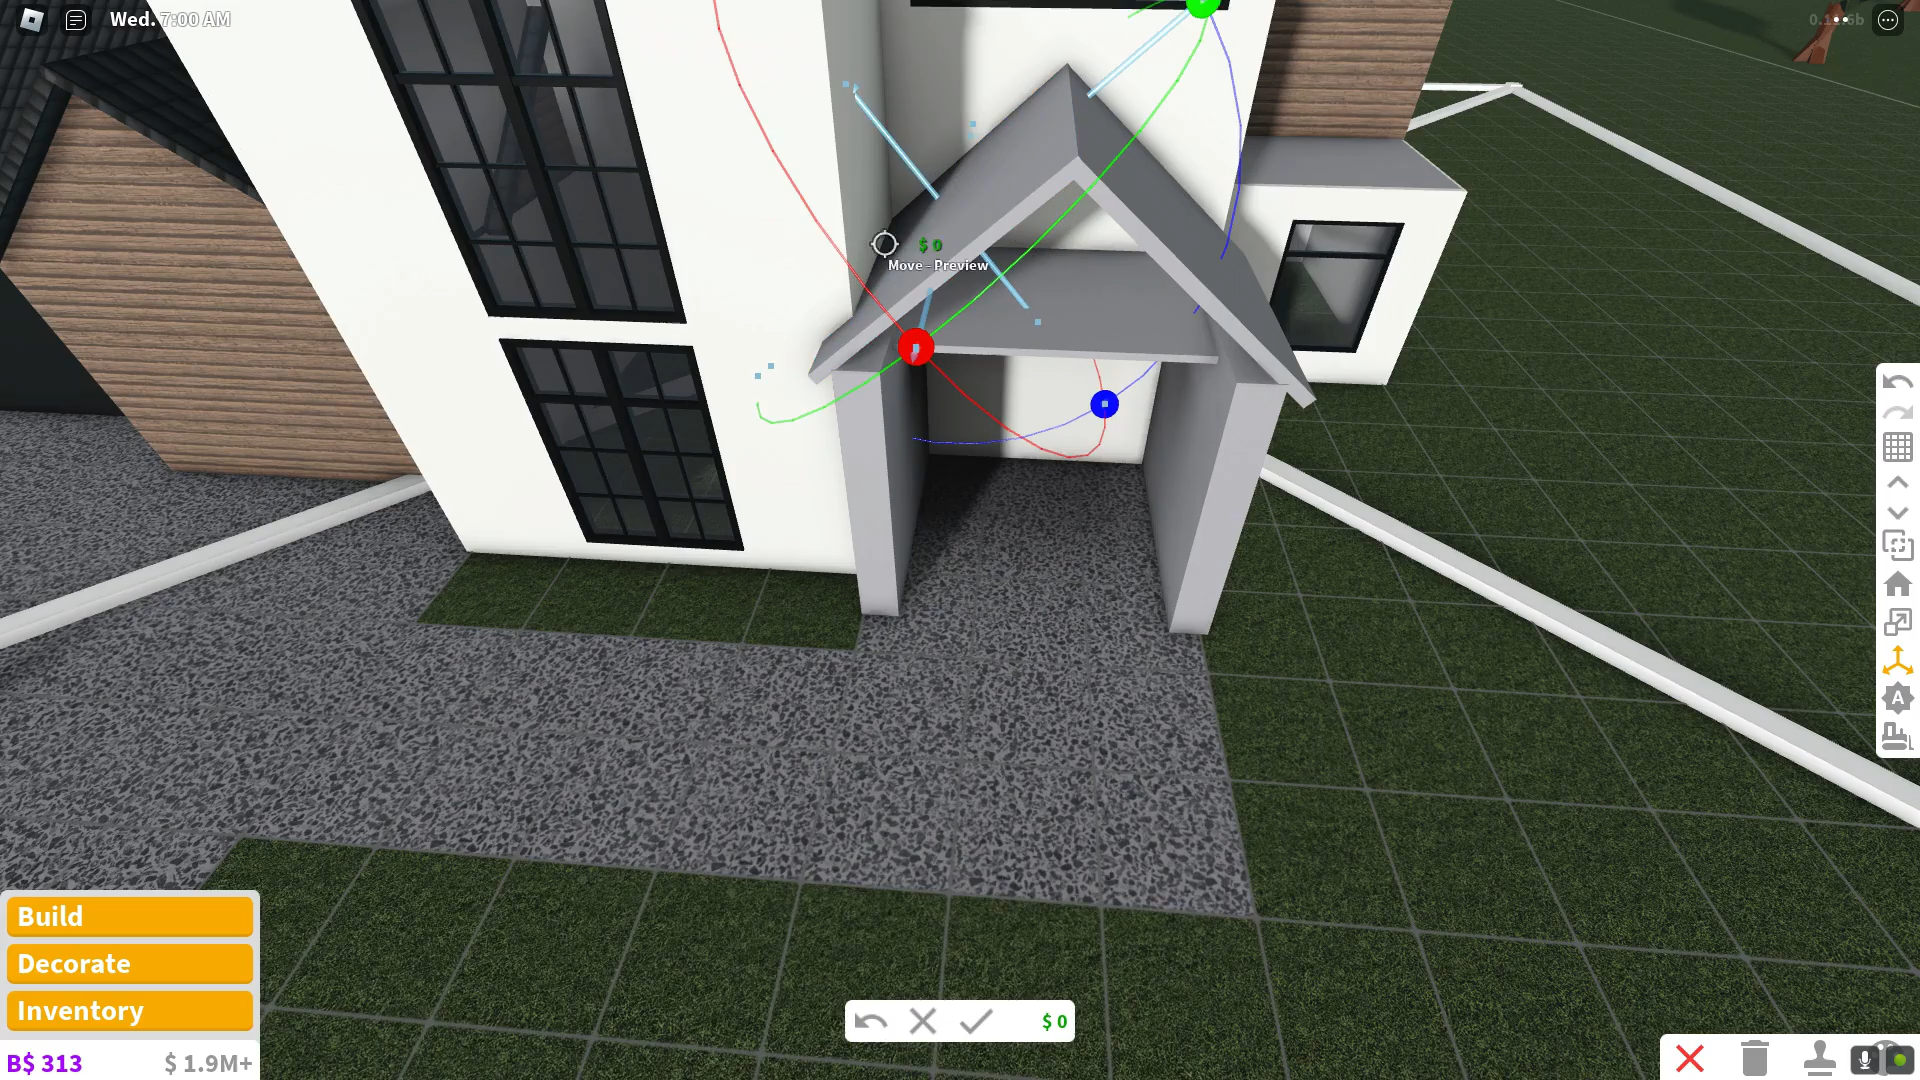 Wed. 7:00 AM
$ 0
Move - Preview
A
Build
Decorate
Inventory
B$ 313
$ 1.9M+
$ 0